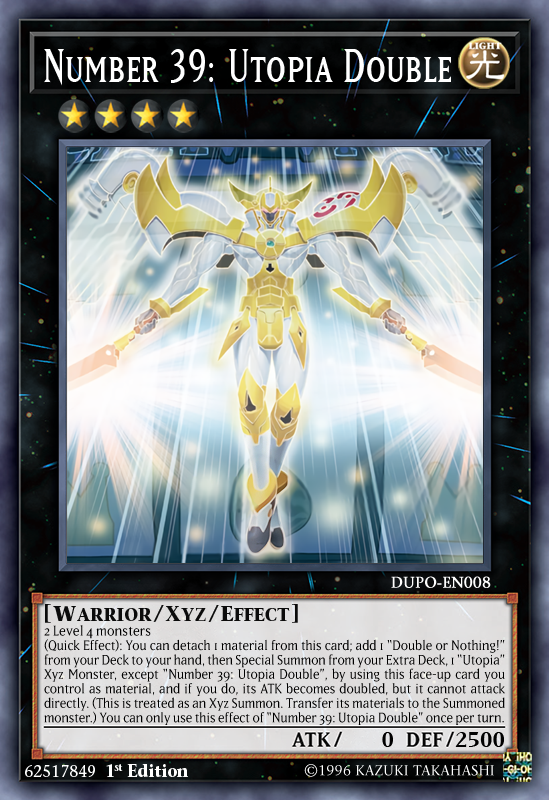 NUMBER 39: UTOPIA DOUBLE
LIGHT
光
39
DUPO-EN008
[WARRIOR/XYZ/EFFECT]
2 Level 4 monsters
(Quick Effect): You can detach 1 material from this card; add 1 "Double or Nothing!"
from your Deck to your hand, then Special Summon from your Extra Deck, 1 "Utopia"
Xyz Monster, except "Number 39: Utopia Double", by using this face-up card you
control as material, and if you do, its ATK becomes doubled, but it cannot attack
directly. (This is treated as an Xyz Summon. Transfer its materials to the Summoned
monster.) You can only use this effect of "Number 39: Utopia Double" once per turn.
ATK/ 0 DEF/2500
62517849 1st Edition ©1996 KAZUKI TAKAHASHI